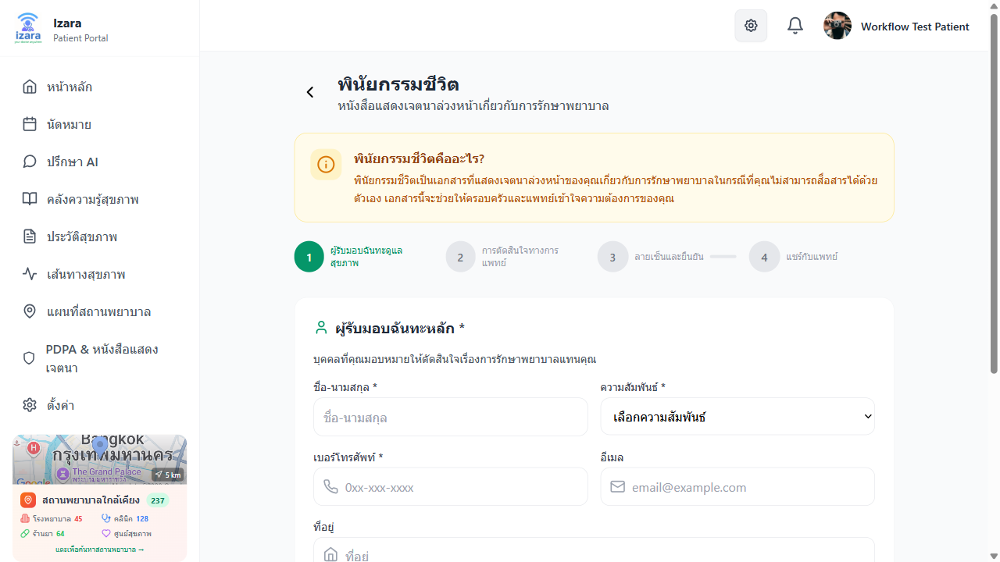 izara
Izara
Patient Portal
Workflow Test Patient
หน้าหลัก
นัดหมาย
ปรึกษา AI
คลังความรู้สุขภาพ
ประวัติสุขภาพ
เส้นทางสุขภาพ
แผนที่สถานพยาบาล
PDPA & หนังสือแสดง
เจตนา
ตั้งค่า
Bangkok
กรุงเทพมหานคร
The Grand Palace
พระบรมมหาราชวัง
Google
5 km
สถานพยาบาลใกล้เคียง 237
โรงพยาบาล 45
คลินิก 128
ร้านยา 64
ศูนย์สุขภาพ
แตะเพื่อค้นหาสถานพยาบาล →
พินัยกรรมชีวิต
หนังสือแสดงเจตนาล่วงหน้าเกี่ยวกับการรักษาพยาบาล
พินัยกรรมชีวิตคืออะไร?
พินัยกรรมชีวิตเป็นเอกสารที่แสดงเจตนาล่วงหน้าของคุณเกี่ยวกับการรักษาพยาบาลในกรณีที่คุณไม่สามารถสื่อสารได้ด้วย
ตัวเอง เอกสารนี้จะช่วยให้ครอบครัวและแพทย์เข้าใจความต้องการของคุณ
1
ผู้รับมอบฉันทะดูแล
สุขภาพ
2
การตัดสินใจทางการ
แพทย์
3
ลายเซ็นและยืนยัน
4
แชร์กับแพทย์
ผู้รับมอบฉันทะหลัก *
บุคคลที่คุณมอบหมายให้ตัดสินใจเรื่องการรักษาพยาบาลแทนคุณ
ชื่อ-นามสกุล *
ความสัมพันธ์ *
ชื่อ-นามสกุล
เลือกความสัมพันธ์
เบอร์โทรศัพท์ *
อีเมล
0xx-xxx-xxxx
email@example.com
ที่อยู่
ที่อยู่